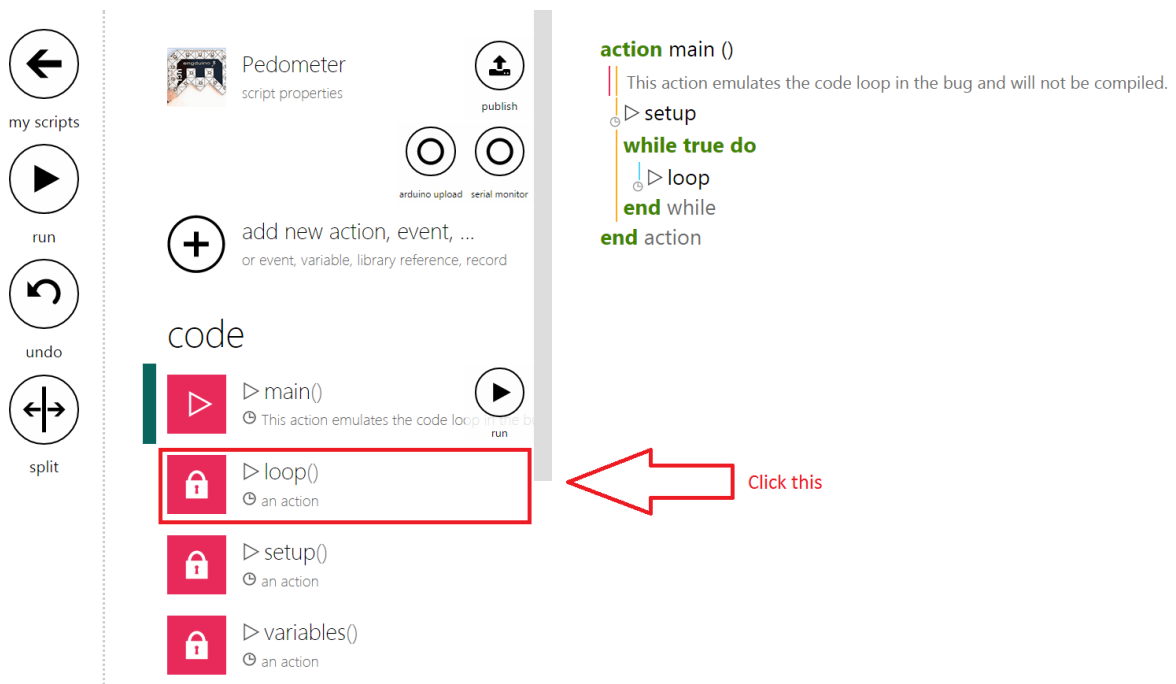 my scripts
run
undo
split
Pedometer
script properties
publish
arduino upload
serial monitor
add new action, event, ...
or event, variable, library reference, record
code
main()
This action emulates the code loop in the b
run
loop()
an action
setup()
an action
variables()
an action
action main ()
This action emulates the code loop in the bug and will not be compiled.
setup
while true do
loop
end while
end action
Click this